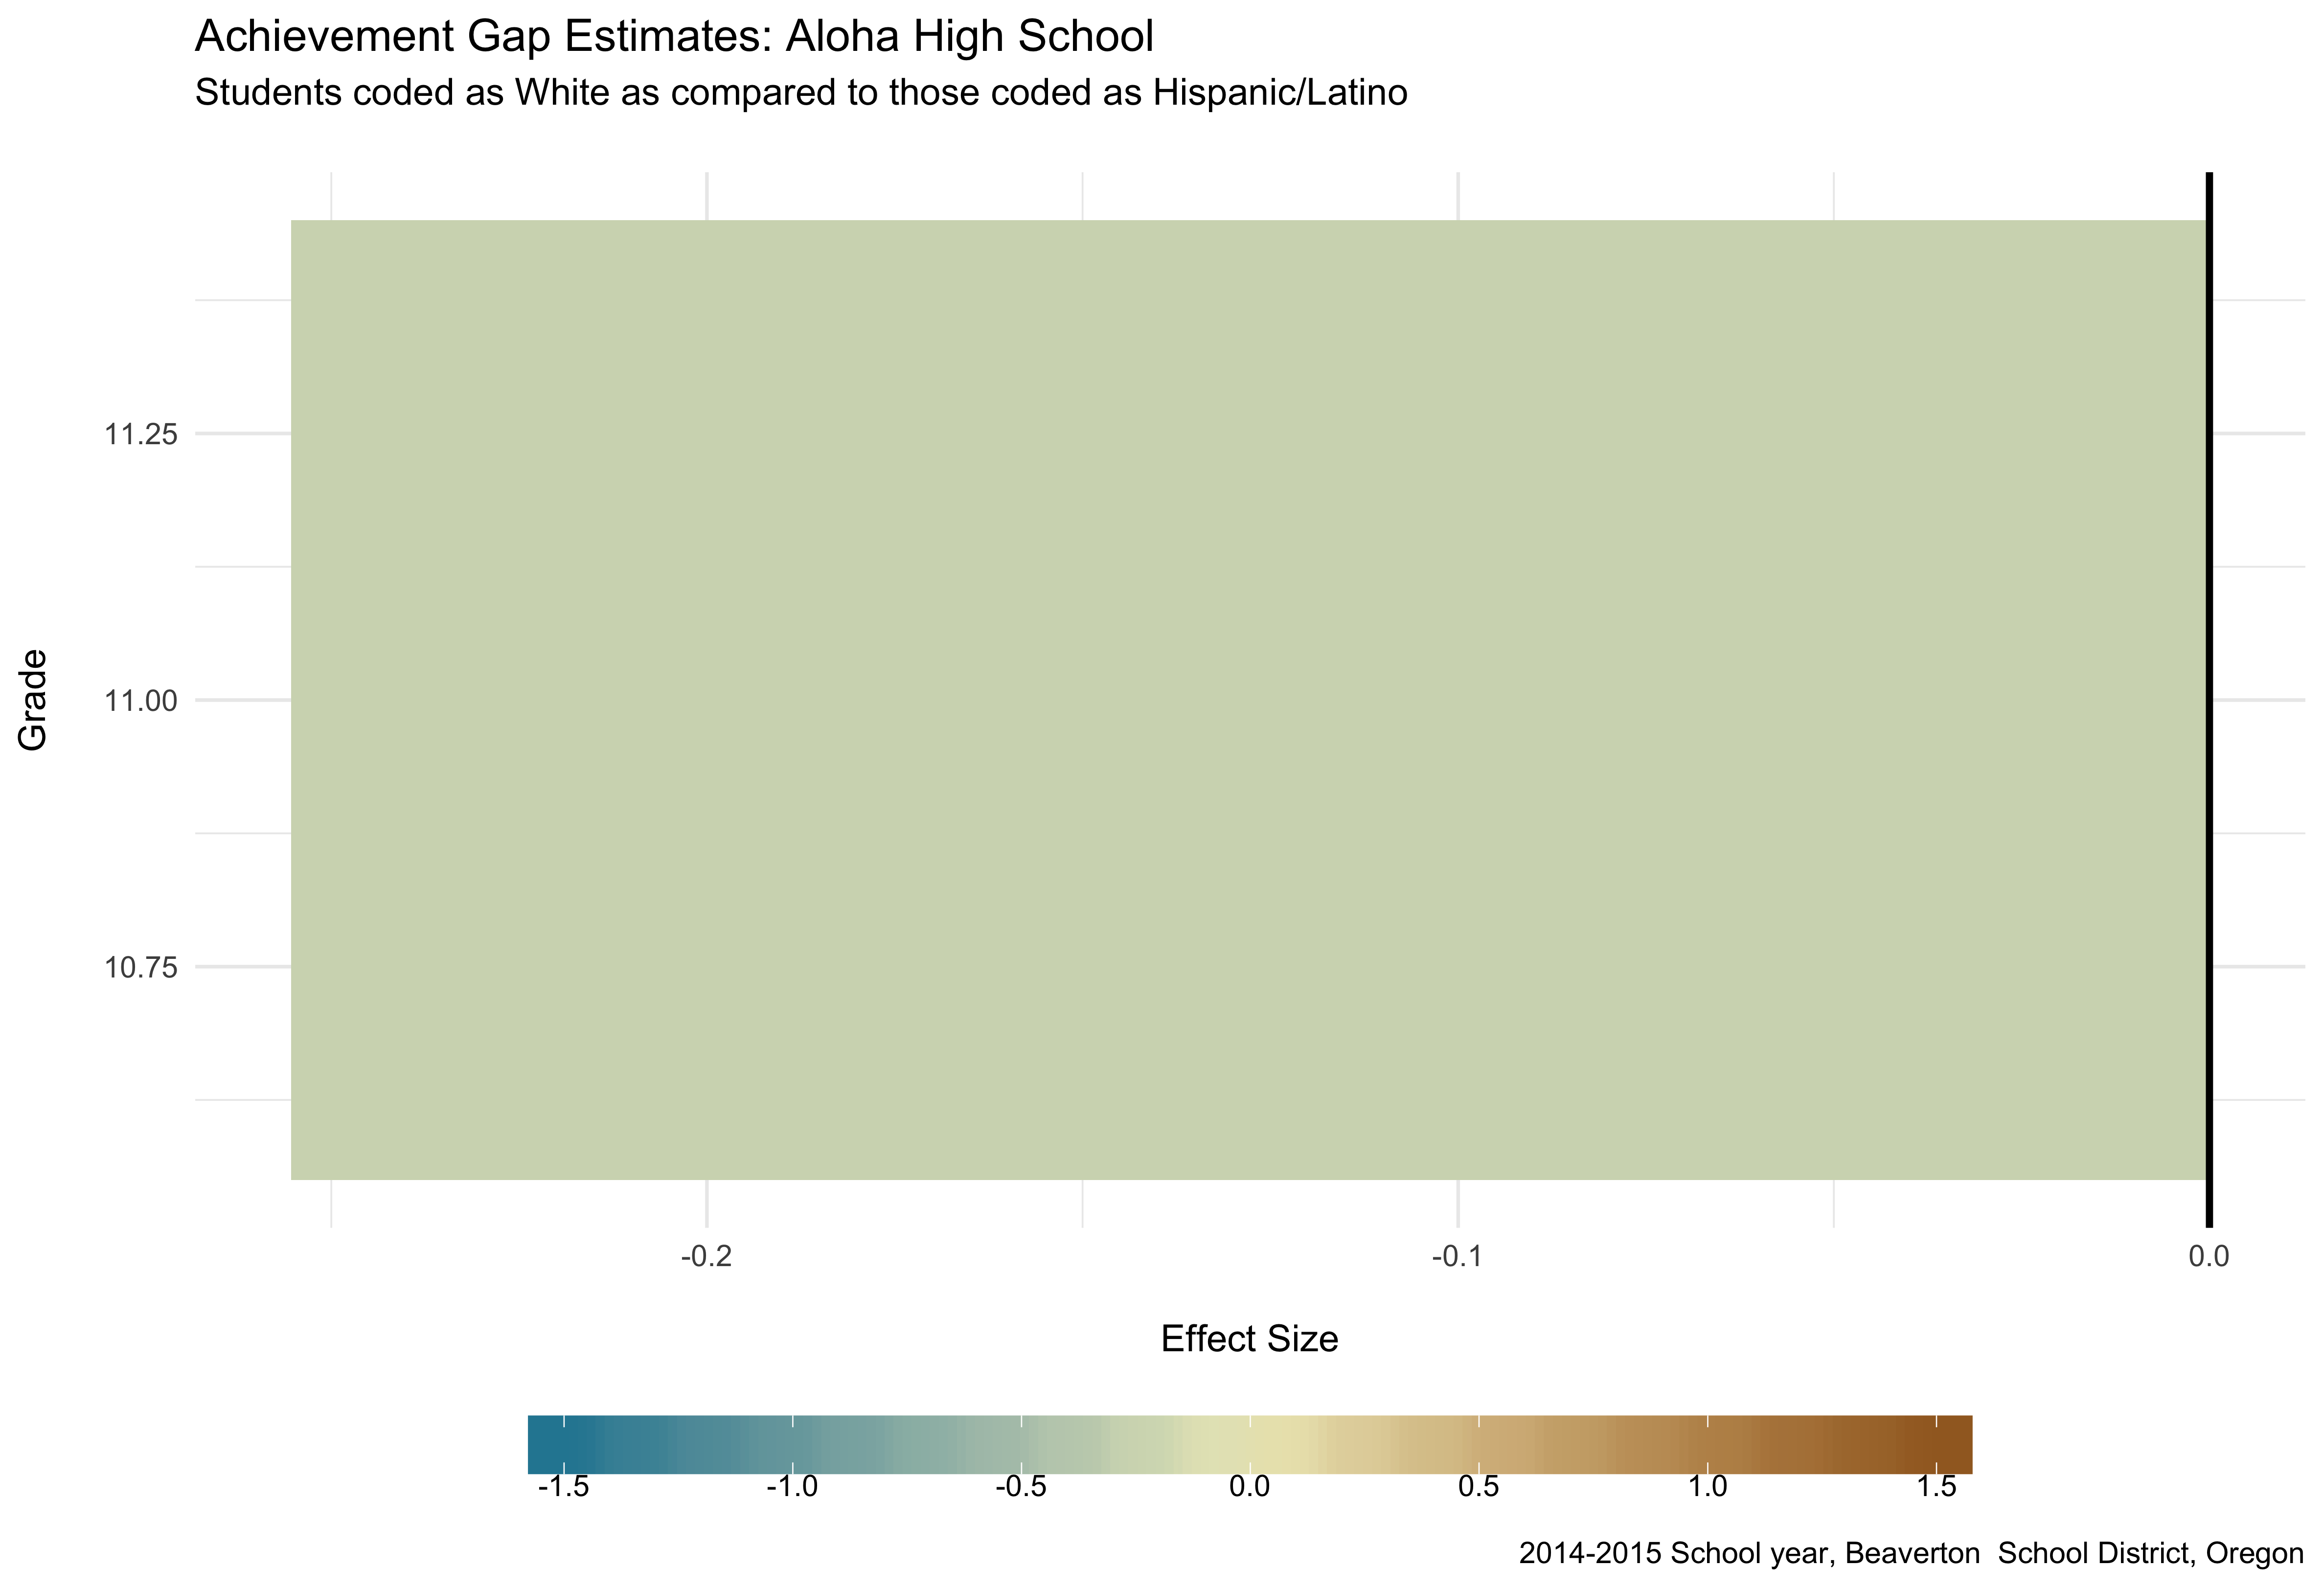 Achievement Gap Estimates: Aloha High School
Students coded as White as compared to those coded as Hispanic/Latino
11.25
11.00
10.75
Grade
-0.2 -0.1 0.0
Effect Size
-1.5 -1.0 -0.5 0.0 0.5 1.0 1.5
2014-2015 School year, Beaverton  School District, Oregon